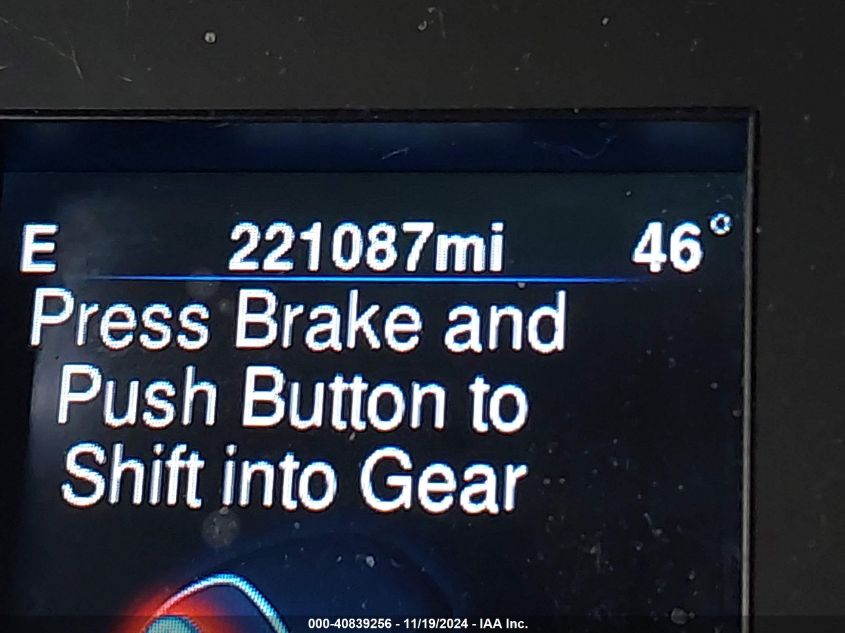 E 221087mi 46°
Press Brake and
Push Button to
Shift into Gear
000-40839256 - 11/19/2024 - IAA Inc.